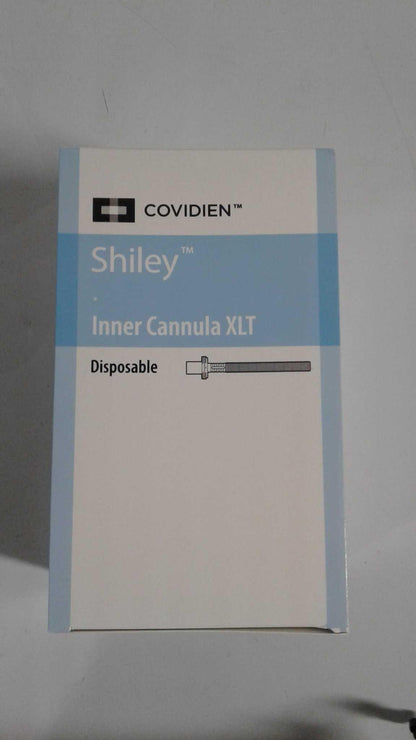 COVIDIEN™
Shiley™
Inner Cannula XLT
Disposable